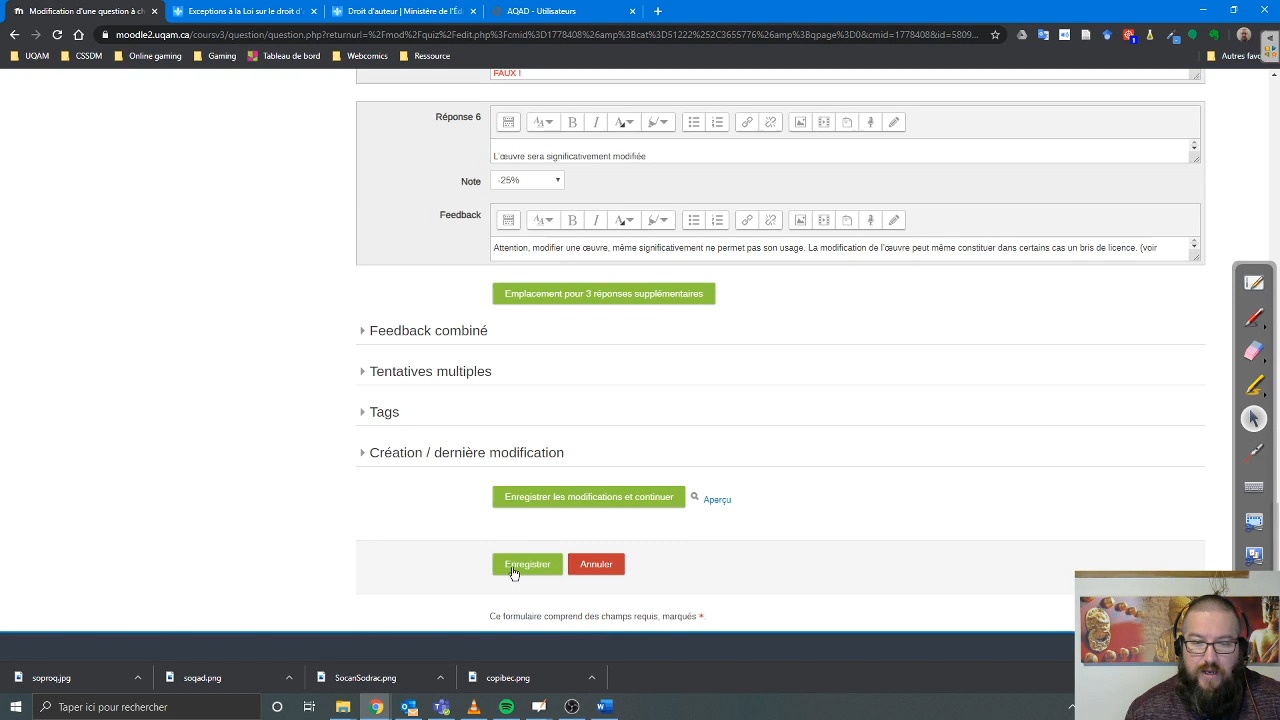 Modification d'une question à ch
Exceptions à la Loi sur le droit d'
Droit d'auteur | Ministère de l'Éd
AQAD - Utilisateurs
moodle2.uqam.ca/coursv3/question/question.php?returnurl=%2Fmod%2Fquiz%2Fedit.php%3Fcmid%3D1778408%26amp%3Bcat%3D51222%252C3655776%26amp%3Bqpage%3D0&cmid=1778408&id=5809...
UQAM
CSSDM
Online gaming
Gaming
Tableau de bord
Webcomics
Ressource
Autres favo
FAUX !
Réponse 6
L'œuvre sera significativement modifiée
Note
-25%
Feedback
Attention, modifier une œuvre, même significativement ne permet pas son usage. La modification de l'œuvre peut même constituer dans certains cas un bris de licence. (voir
Emplacement pour 3 réponses supplémentaires
Feedback combiné
Tentatives multiples
Tags
Création / dernière modification
Enregistrer les modifications et continuer
Aperçu
Enregistrer
Annuler
Ce formulaire comprend des champs requis, marqués *.
soproq.jpg
soqad.png
SocanSodrac.png
copibec.png
Taper ici pour rechercher